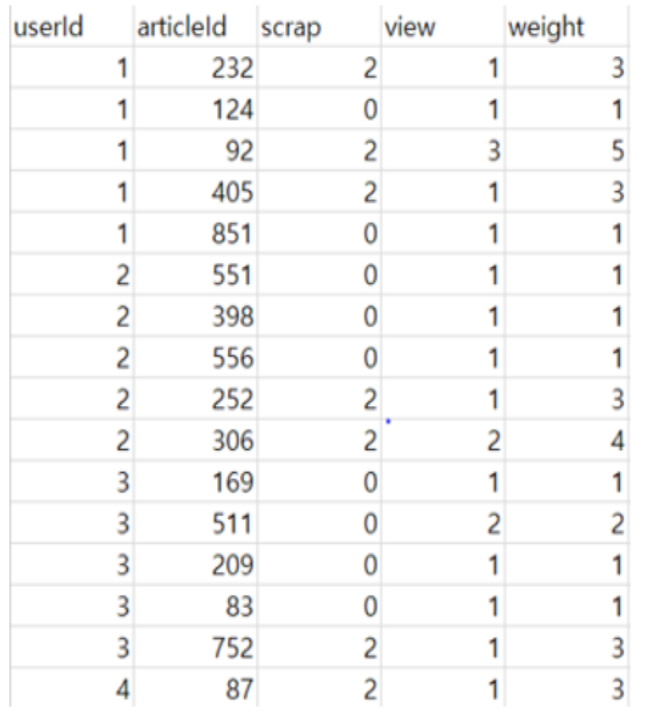 userId articleId scrap view weight
1 232 2 1 3
1 124 0 1 1
1 92 2 3 5
1 405 2 1 3
1 851 0 1 1
2 551 0 1 1
2 398 0 1 1
2 556 0 1 1
2 252 2 1 3
2 306 2 2 4
3 169 0 1 1
3 511 0 2 2
3 209 0 1 1
3 83 0 1 1
3 752 2 1 3
4 87 2 1 3